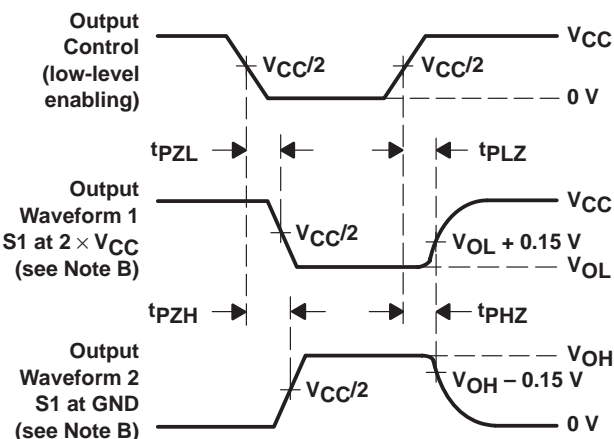 Output
Control
(low-level
enabling)
VCC/2
VCC/2
VCC
0 V
tPZL
tPLZ
Output
Waveform 1
S1 at 2 × VCC
(see Note B)
VCC/2
VCC
VOL + 0.15 V
VOL
tPZH
tPHZ
Output
Waveform 2
S1 at GND
(see Note B)
VCC/2
VOH
VOH – 0.15 V
0 V